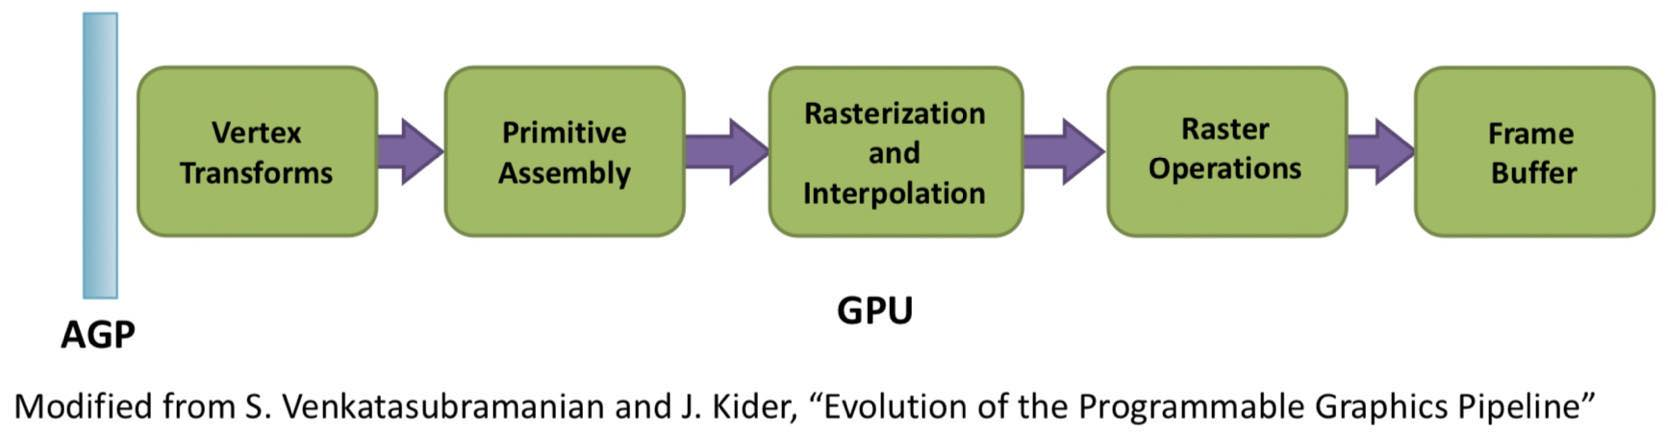 Vertex
Transforms
Primitive
Assembly
Rasterization
and
Interpolation
Raster
Operations
Frame
Buffer
AGP
GPU
Modified from S. Venkatasubramanian and J. Kider, “Evolution of the Programmable Graphics Pipeline”